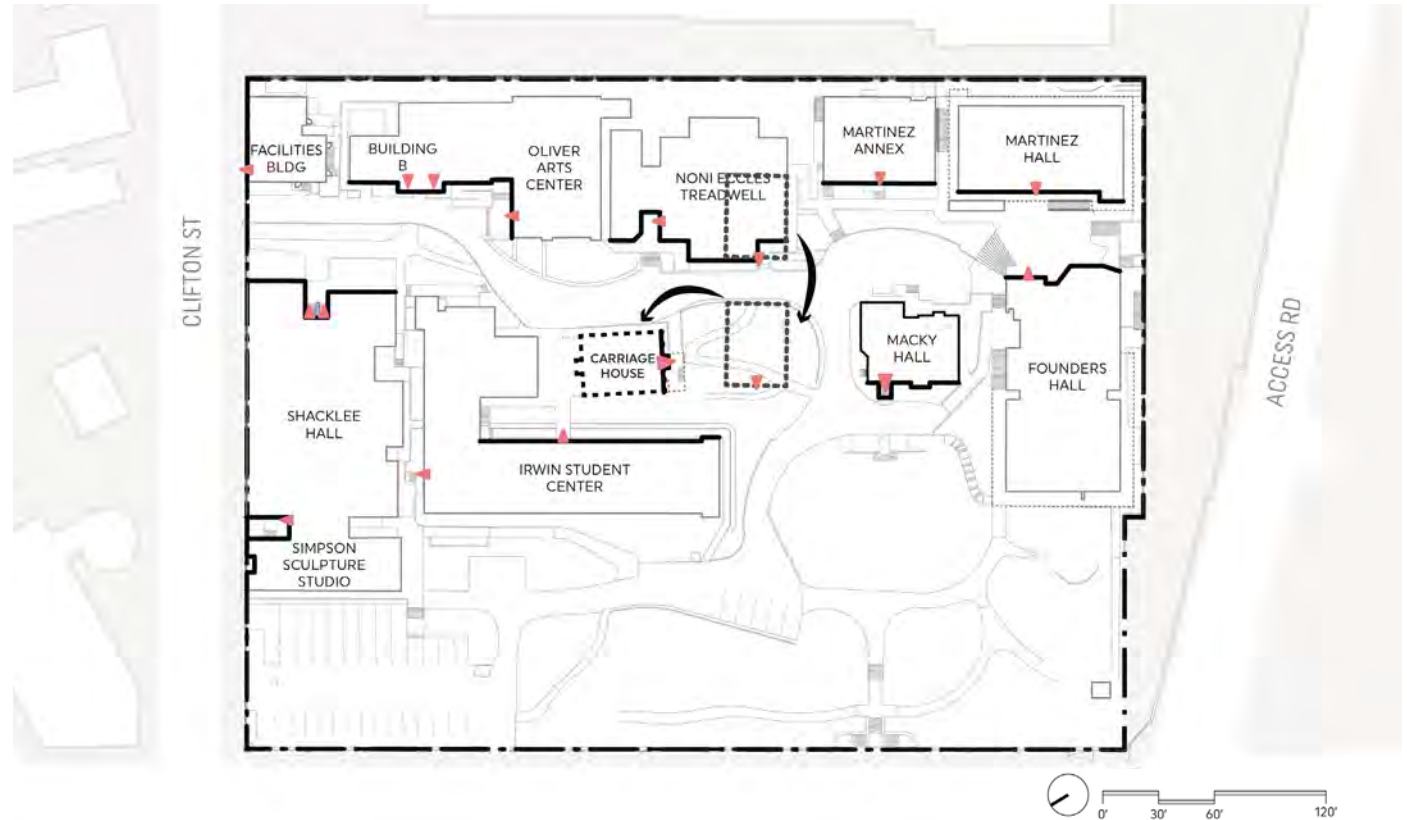 FACILITIES
BLDG
BUILDING
B
OLIVER
ARTS
CENTER
NONI ECCLES
TREADWELL
MARTINEZ
ANNEX
MARTINEZ
HALL
CLIFTON ST
CARRIAGE
HOUSE
MACKY
HALL
FOUNDERS
HALL
ACCESS RD
SHACKLEE
HALL
IRWIN STUDENT
CENTER
SIMPSON
SCULPTURE
STUDIO
0' 30' 60' 120'